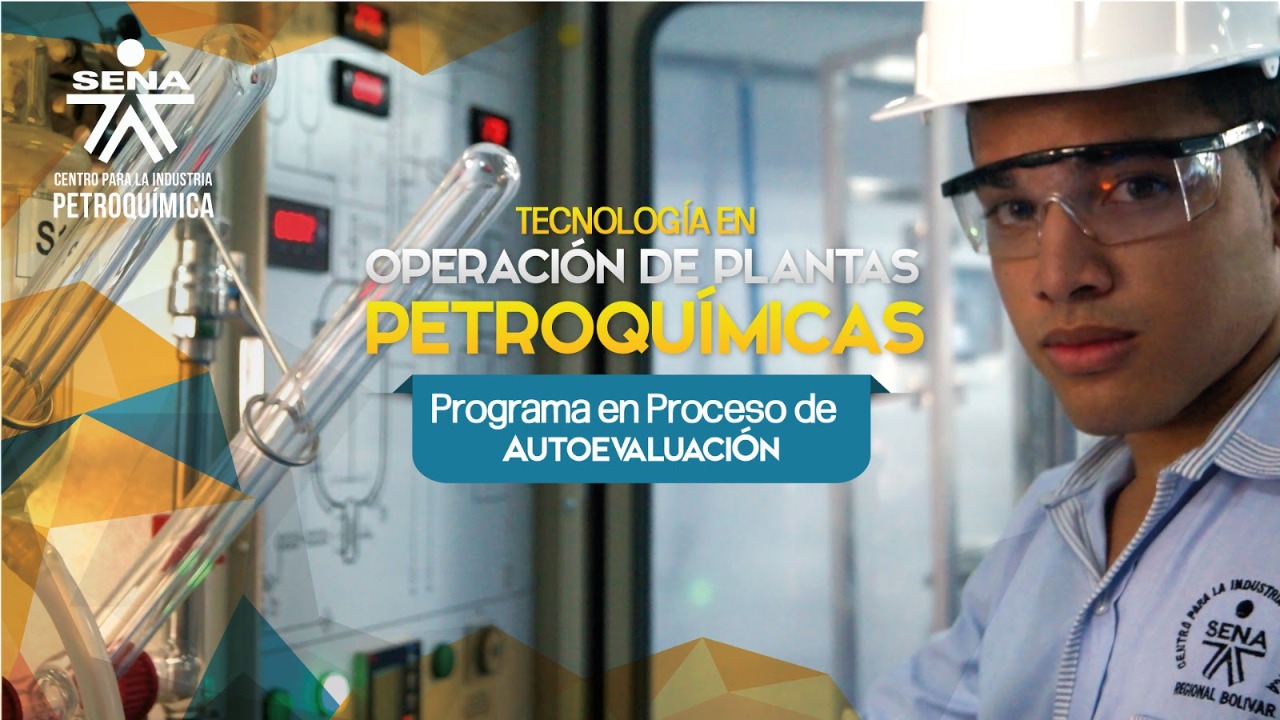 SENA
CENTRO PARA LA INDUSTRIA
PETROQUÍMICA
S-
TECNOLOGÍA EN
OPERACIÓN DE PLANTAS
PETROQUÍMICAS
Programa en Proceso de
AUTOEVALUACIÓN
CENTRO PARA LA INDUSTRIA
SENA
REGIONAL BOLIVAR